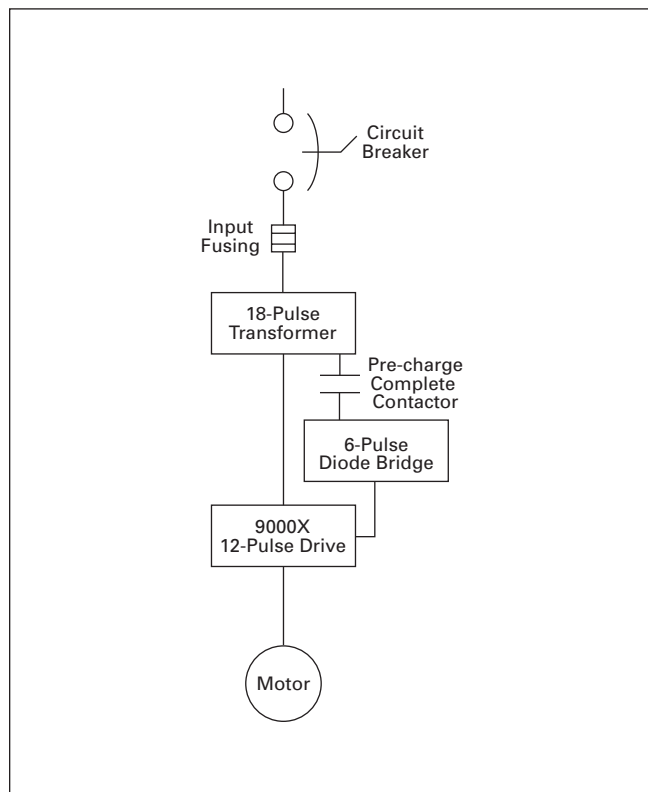 Circuit
Breaker
Input
Fusing
18-Pulse
Transformer
Pre-charge
Complete
Contactor
6-Pulse
Diode Bridge
9000X
12-Pulse Drive
Motor